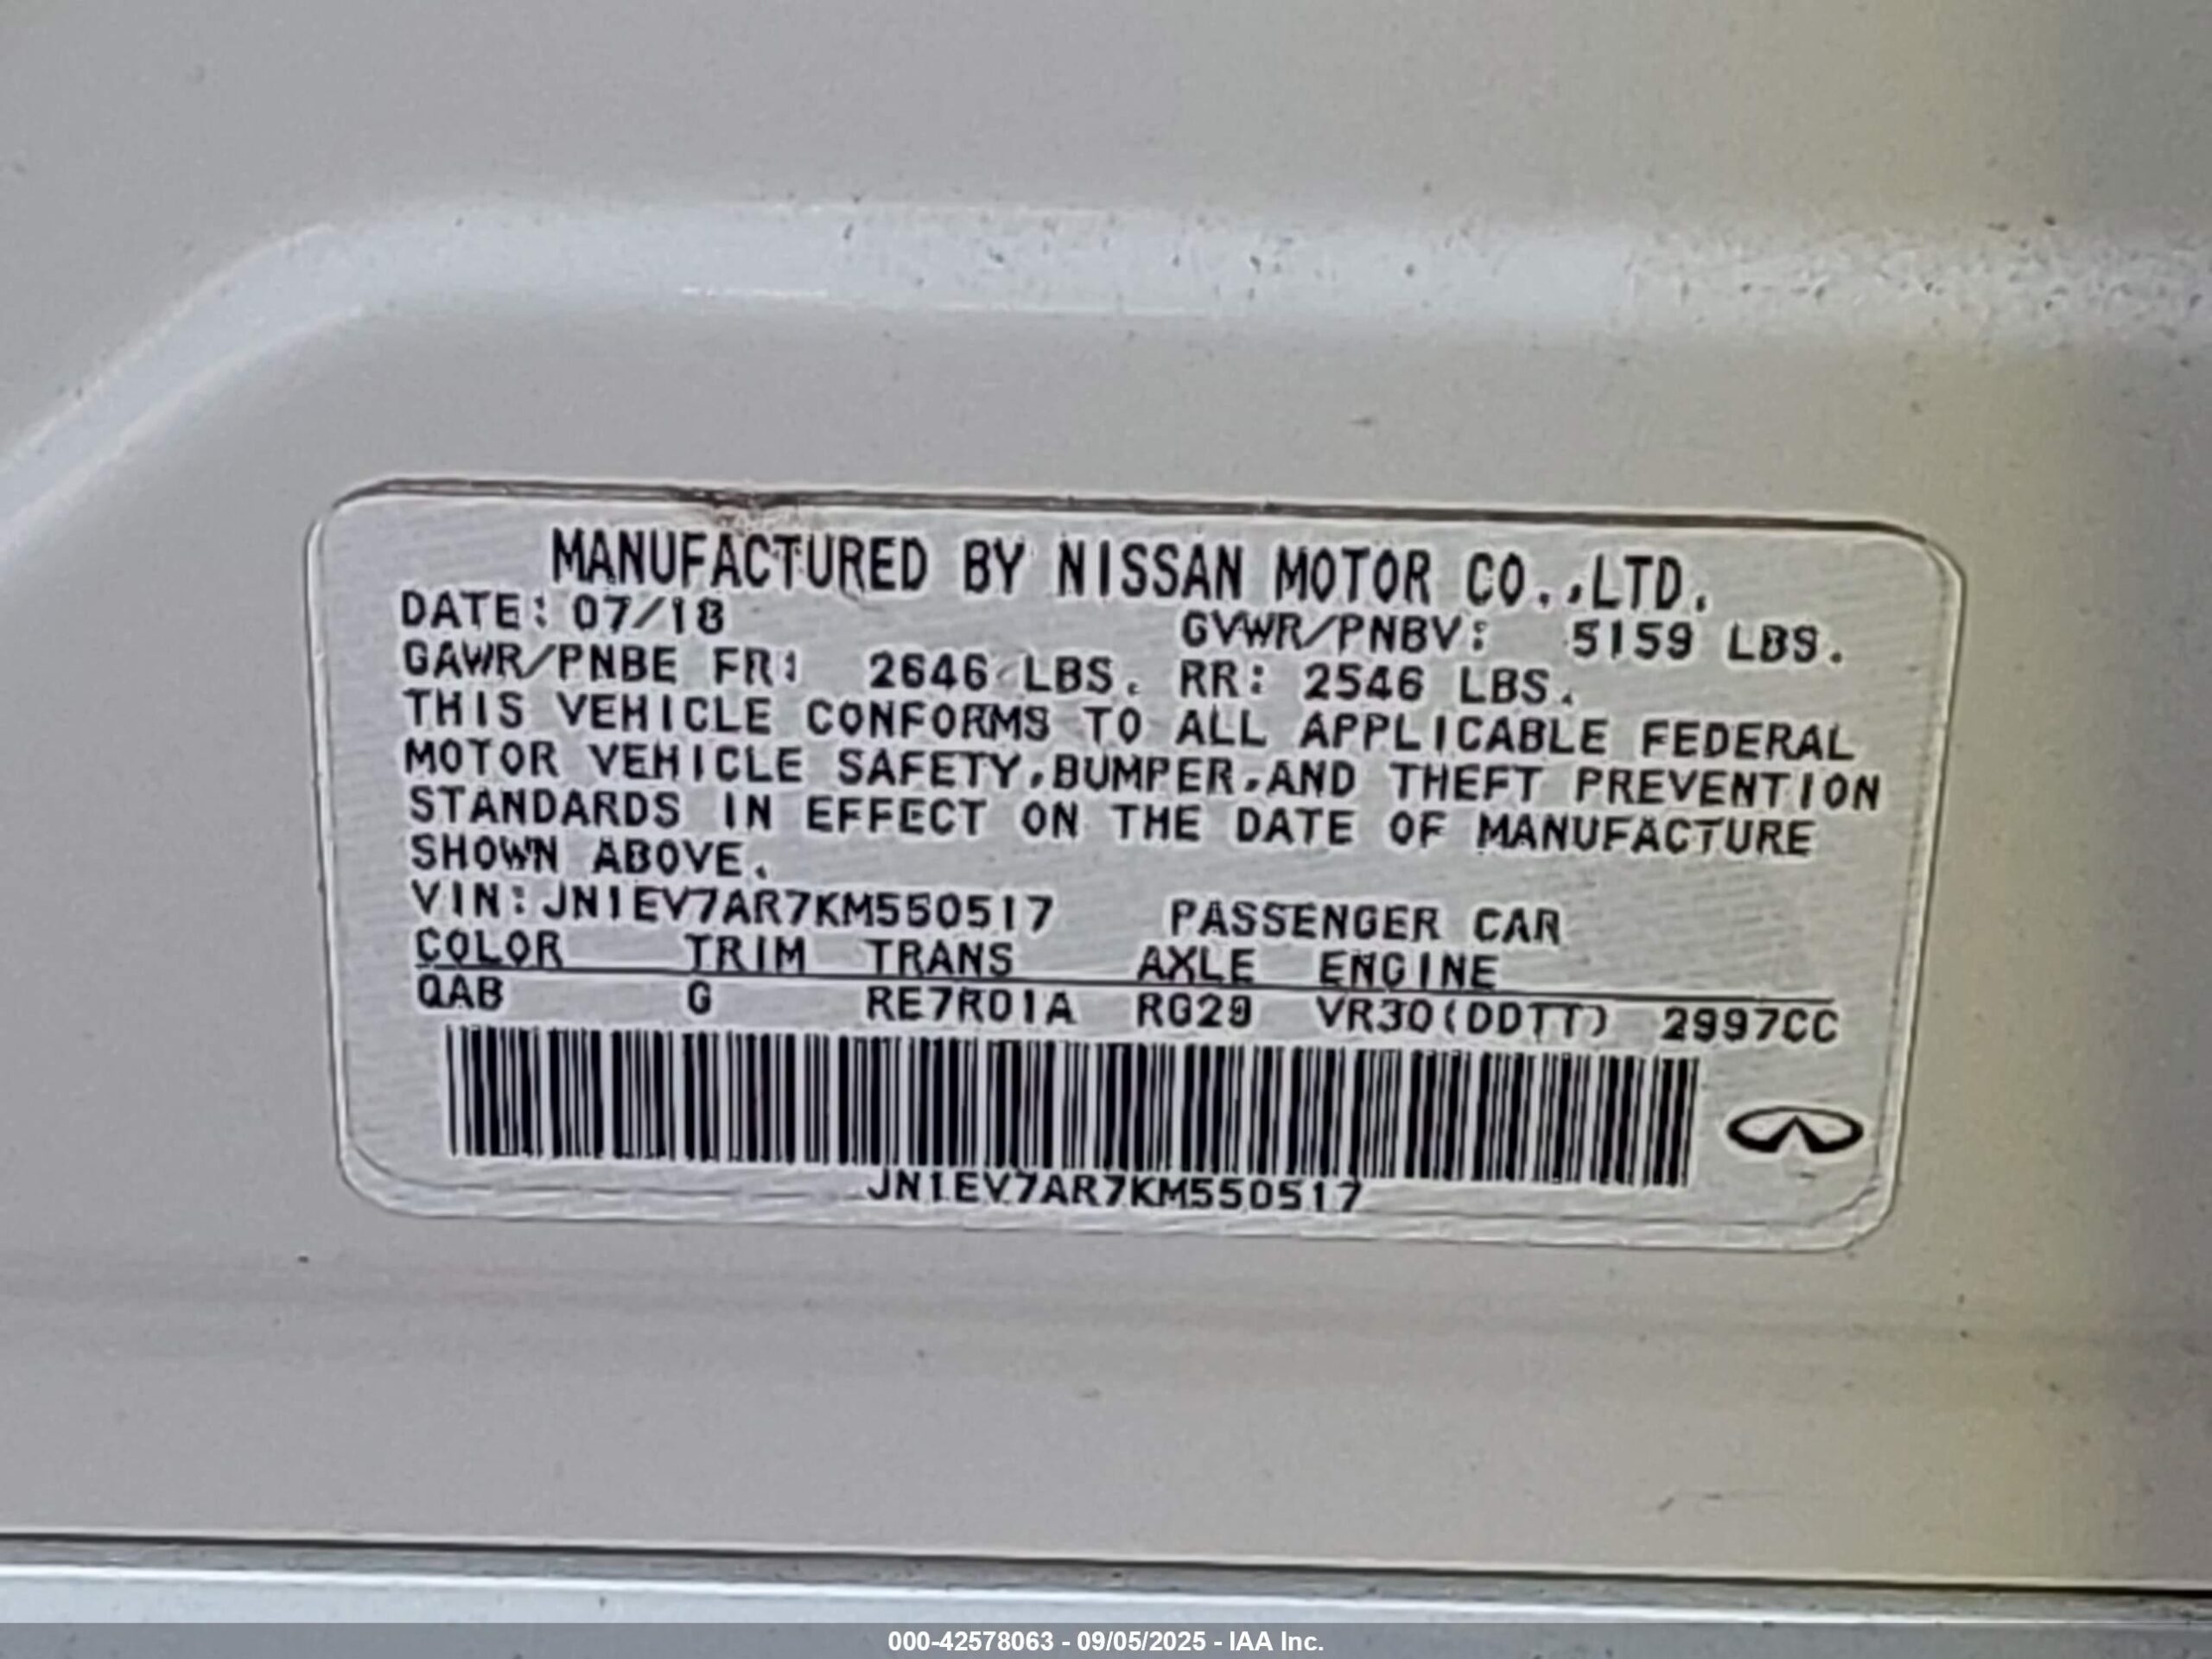 MANUFACTURED BY NISSAN MOTOR CO.,LTD.
DATE: 07/18 GVWR/PNBV: 5159 LBS.
GAWR/PNBE FR: 2646 LBS. RR: 2546 LBS.
THIS VEHICLE CONFORMS TO ALL APPLICABLE FEDERAL
MOTOR VEHICLE SAFETY,BUMPER,AND THEFT PREVENTION
STANDARDS IN EFFECT ON THE DATE OF MANUFACTURE
SHOWN ABOVE.
VIN:JN1EV7AR7KM550517 PASSENGER CAR
COLOR TRIM TRANS AXLE ENGINE
QAB G RE7R01A RG29 VR30(DDTT) 2997CC
JN1EV7AR7KM550517
000-42578063 - 09/05/2025 - IAA Inc.